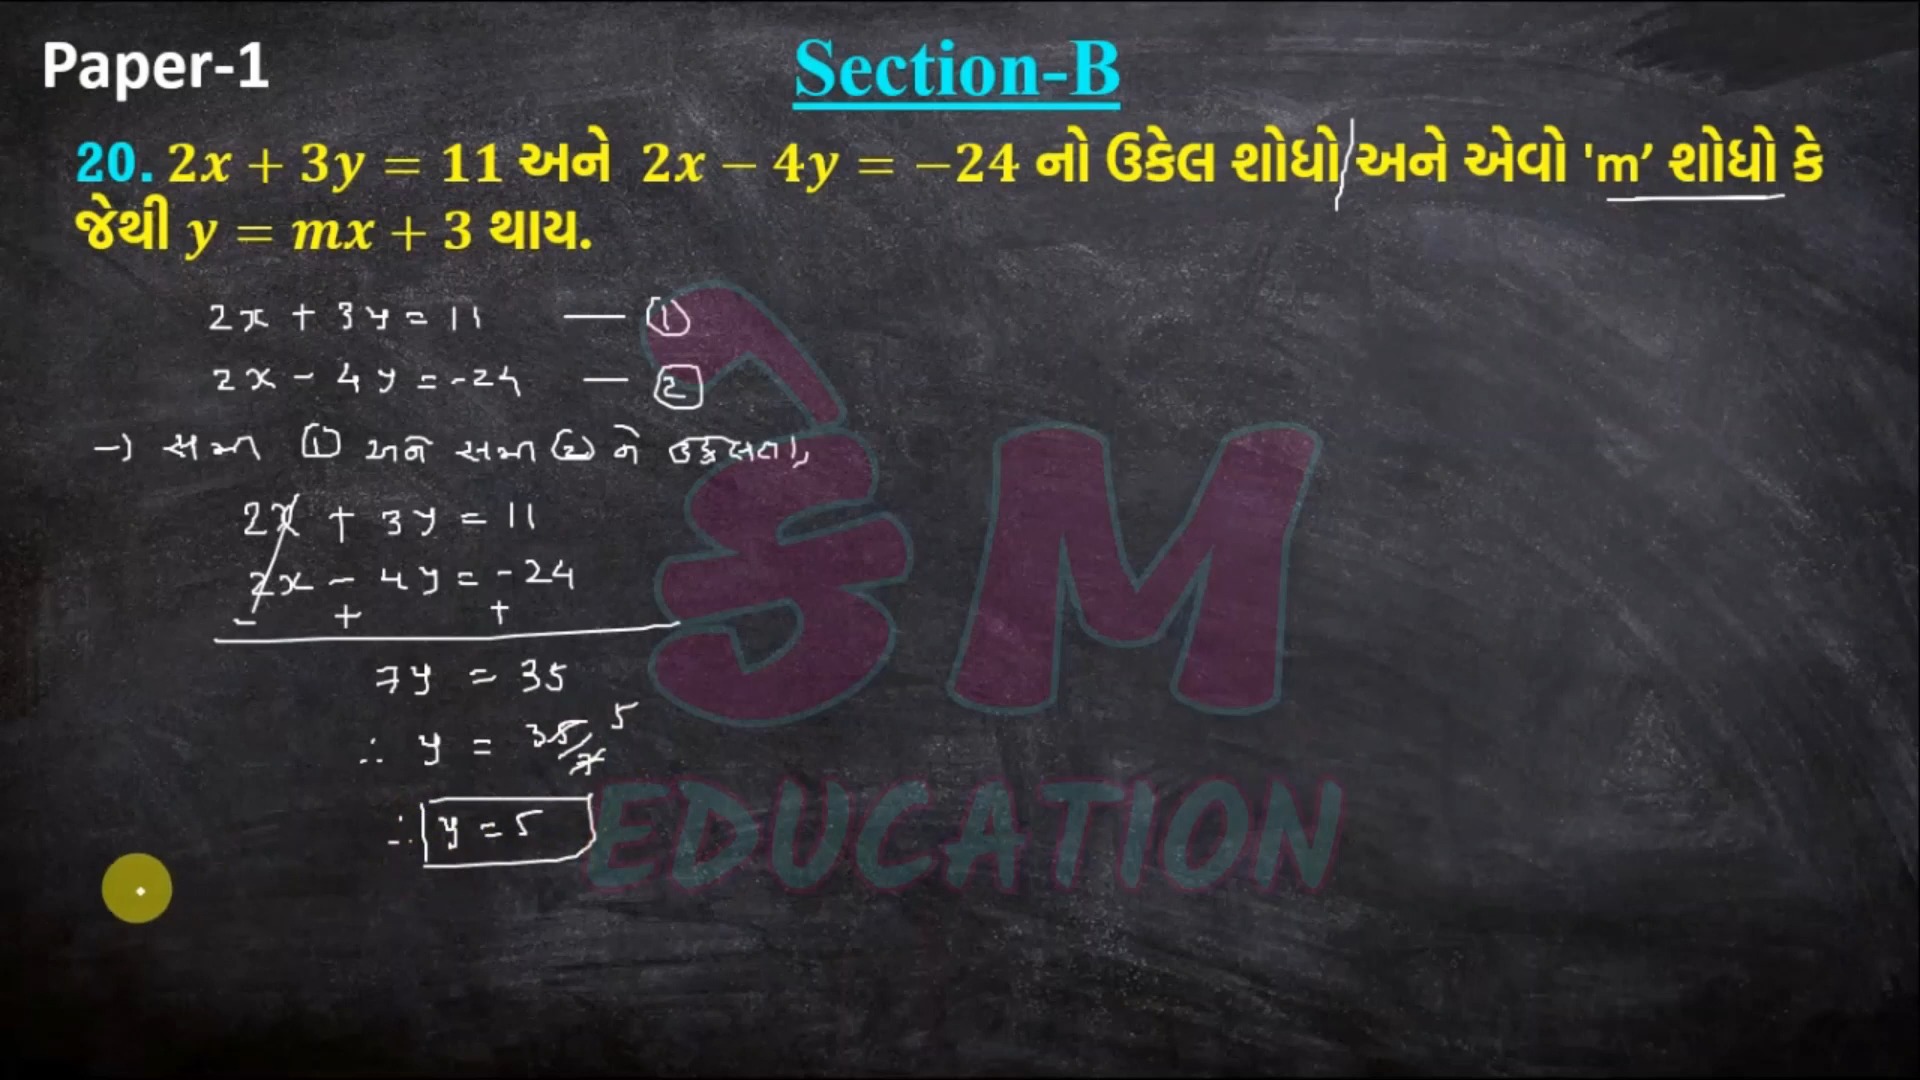 Paper-1
Section-B
20. 2x + 3y = 11 અને 2x − 4y = −24 નો ઉકેલ શોધો અને એવો 'm’ શોધો કે
જેથી y = mx + 3 થાય.
2x + 3y = 11 — ①
2x - 4y = -24 — ②
→ સમી ① અને સમી ② ને ઉકેલતા,
2x + 3y = 11
2x - 4y = -24
- + +
7y = 35
∴ y = 35/7 5
∴ y = 5
કેM
EDUCATION